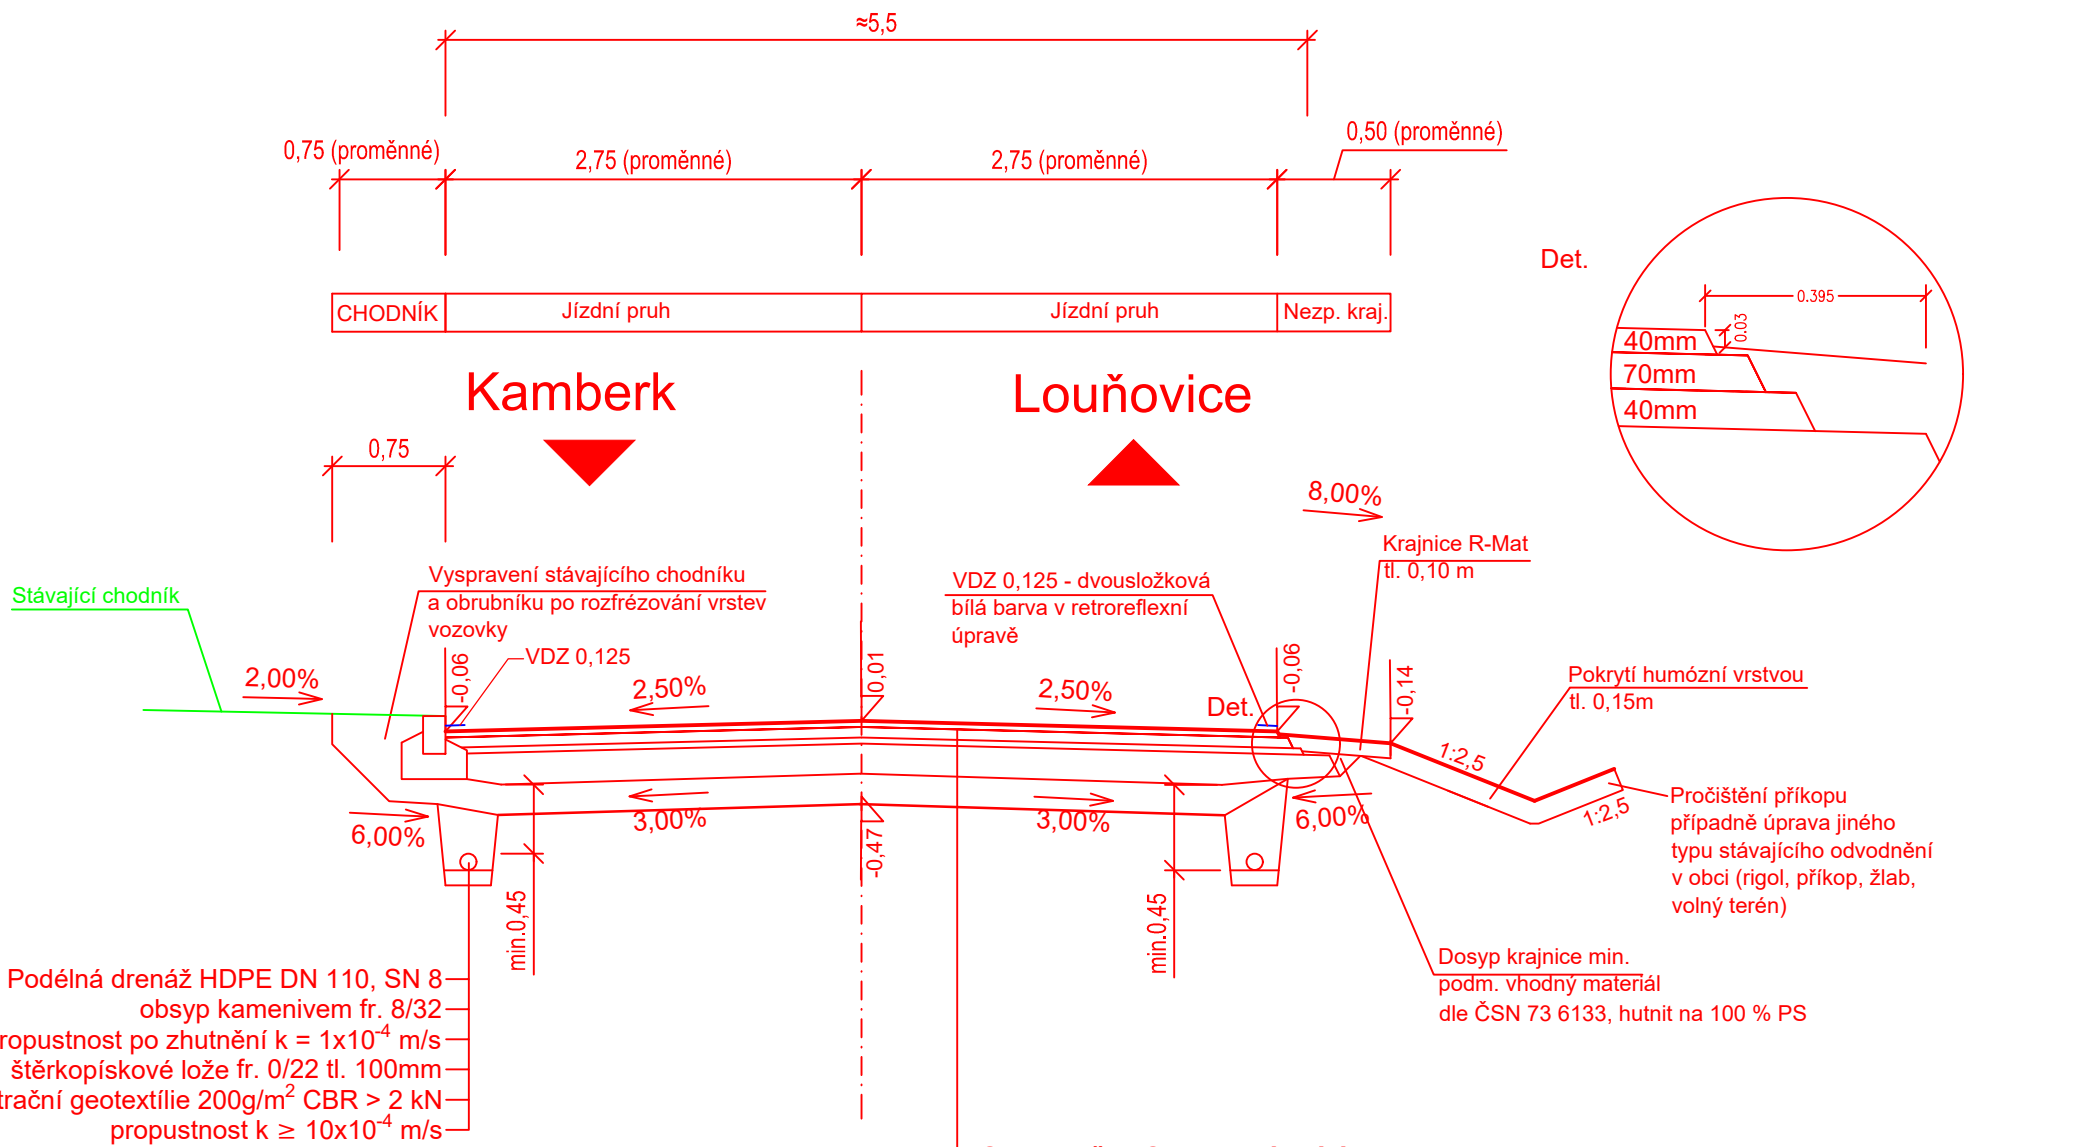 ≈5,5
0,75 (proměnné)
2,75 (proměnné)
2,75 (proměnné)
0,50 (proměnné)
CHODNÍK
Jízdní pruh
Jízdní pruh
Nezp. kraj.
Det.
0.395
0.03
40mm
70mm
40mm
Kamberk
Louňovice
0,75
8,00%
Krajnice R-Mat
tl. 0,10 m
Stávající chodník
Vyspravení stávajícího chodníku
a obrubníku po rozfrézování vrstev
vozovky
VDZ 0,125
VDZ 0,125 - dvousložková
bílá barva v retroreflexní
úpravě
2,00%
-0,06
2,50%
0,01
2,50%
Det.
-0,06
-0,14
Pokrytí humózní vrstvou
tl. 0,15m
1:2,5
1:2,5
Pročištění příkopu
případně úprava jiného
typu stávajícího odvodnění
v obci (rigol, příkop, žlab,
volný terén)
6,00%
3,00%
-0,47
3,00%
6,00%
min.0,45
min.0,45
Dosyp krajnice min.
podm. vhodný materiál
dle ČSN 73 6133, hutnit na 100 % PS
Podélná drenáž HDPE DN 110, SN 8
obsyp kamenivem fr. 8/32
ropustnost po zhutnění k = 1x10⁻⁴ m/s
štěrkopískové lože fr. 0/22 tl. 100mm
trační geotextílie 200g/m² CBR > 2 kN
propustnost k ≥ 10x10⁻⁴ m/s